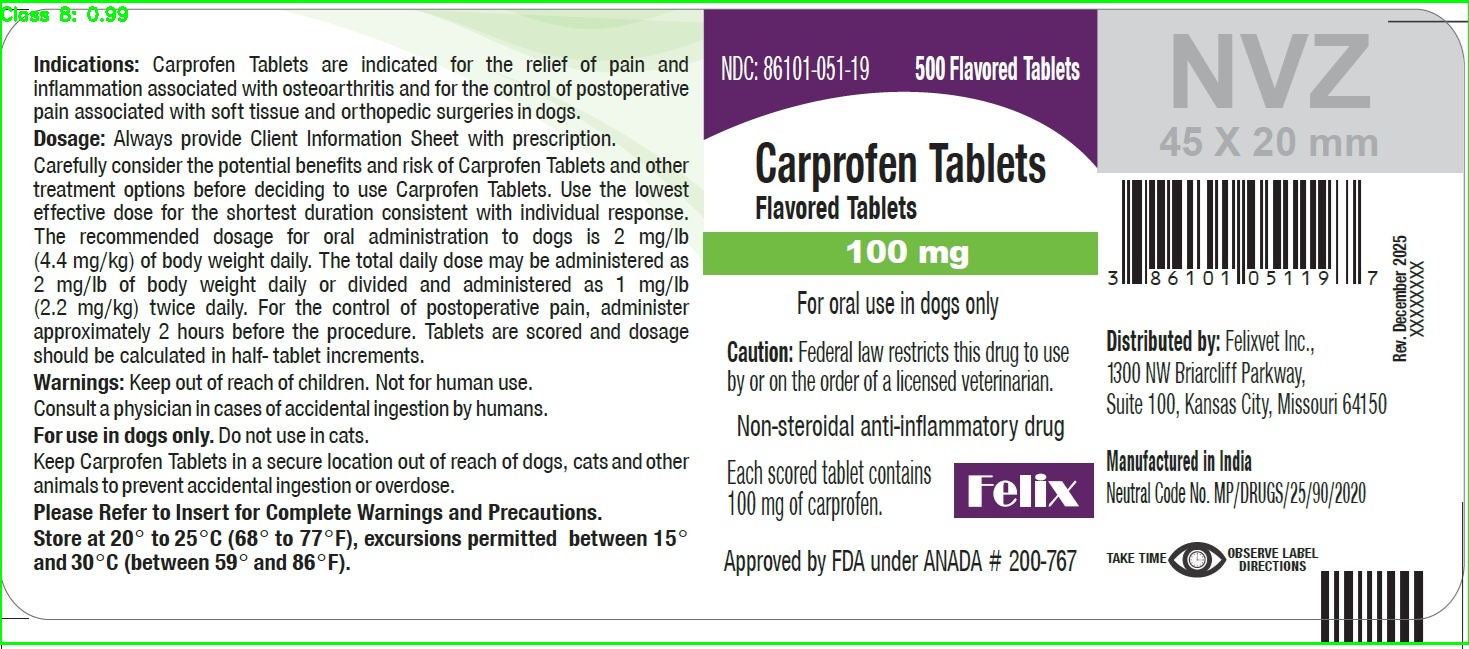 Class 8: 0.99
Indications: Carprofen Tablets are indicated for the relief of pain and
inflammation associated with osteoarthritis and for the control of postoperative
pain associated with soft tissue and orthopedic surgeries in dogs.
Dosage: Always provide Client Information Sheet with prescription.
Carefully consider the potential benefits and risk of Carprofen Tablets and other
treatment options before deciding to use Carprofen Tablets. Use the lowest
effective dose for the shortest duration consistent with individual response.
The recommended dosage for oral administration to dogs is 2 mg/lb
(4.4 mg/kg) of body weight daily. The total daily dose may be administered as
2 mg/lb of body weight daily or divided and administered as 1 mg/lb
(2.2 mg/kg) twice daily. For the control of postoperative pain, administer
approximately 2 hours before the procedure. Tablets are scored and dosage
should be calculated in half- tablet increments.
Warnings: Keep out of reach of children. Not for human use.
Consult a physician in cases of accidental ingestion by humans.
For use in dogs only. Do not use in cats.
Keep Carprofen Tablets in a secure location out of reach of dogs, cats and other
animals to prevent accidental ingestion or overdose.
Please Refer to Insert for Complete Warnings and Precautions.
Store at 20° to 25°C (68° to 77°F), excursions permitted between 15°
and 30°C (between 59° and 86°F).
NDC: 86101-051-19 500 Flavored Tablets
Carprofen Tablets
Flavored Tablets
100 mg
For oral use in dogs only
Caution: Federal law restricts this drug to use
by or on the order of a licensed veterinarian.
Non-steroidal anti-inflammatory drug
Each scored tablet contains
100 mg of carprofen.
Felix
Approved by FDA under ANADA # 200-767
NVZ
45 X 20 mm
3 86101 05119 7
Rev. December 2025
XXXXXXXX
Distributed by: Felixvet Inc.,
1300 NW Briarcliff Parkway,
Suite 100, Kansas City, Missouri 64150
Manufactured in India
Neutral Code No. MP/DRUGS/25/90/2020
TAKE TIME OBSERVE LABEL
DIRECTIONS